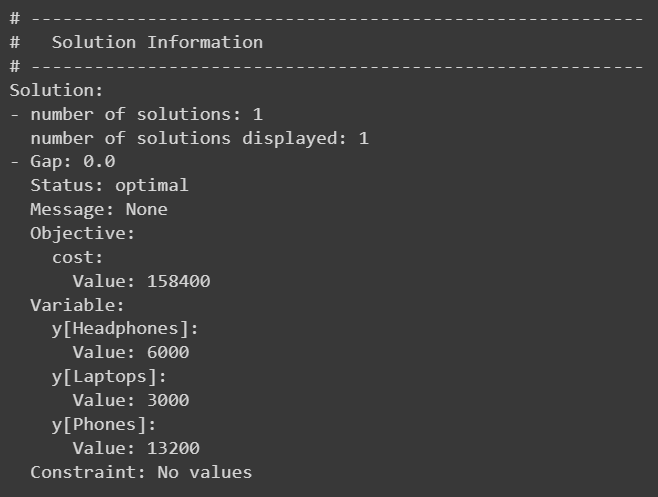 # ----------------------------------------------------------
#   Solution Information
# ----------------------------------------------------------
Solution:
- number of solutions: 1
  number of solutions displayed: 1
- Gap: 0.0
  Status: optimal
  Message: None
  Objective:
    cost:
      Value: 158400
  Variable:
    y[Headphones]:
      Value: 6000
    y[Laptops]:
      Value: 3000
    y[Phones]:
      Value: 13200
  Constraint: No values